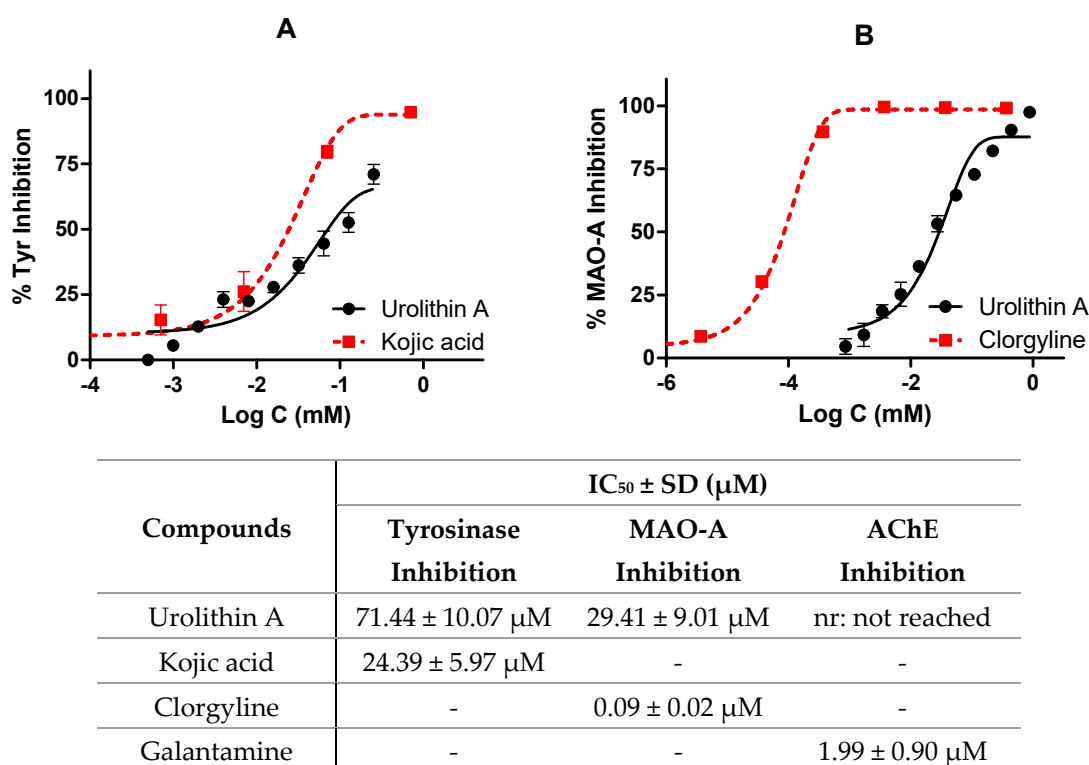 A
B
% Tyr Inhibition
100
75
50
25
0
-4
-3
-2
-1
0
Log C (mM)
Urolithin A
Kojic acid
% MAO-A Inhibition
100
75
50
25
0
-6
-4
-2
0
Log C (mM)
Urolithin A
Clorgyline
Compounds
IC₅₀ ± SD (µM)
Tyrosinase Inhibition
MAO-A Inhibition
AChE Inhibition
Urolithin A 71.44 ± 10.07 µM 29.41 ± 9.01 µM nr: not reached
Kojic acid 24.39 ± 5.97 µM - -
Clorgyline - 0.09 ± 0.02 µM -
Galantamine - - 1.99 ± 0.90 µM